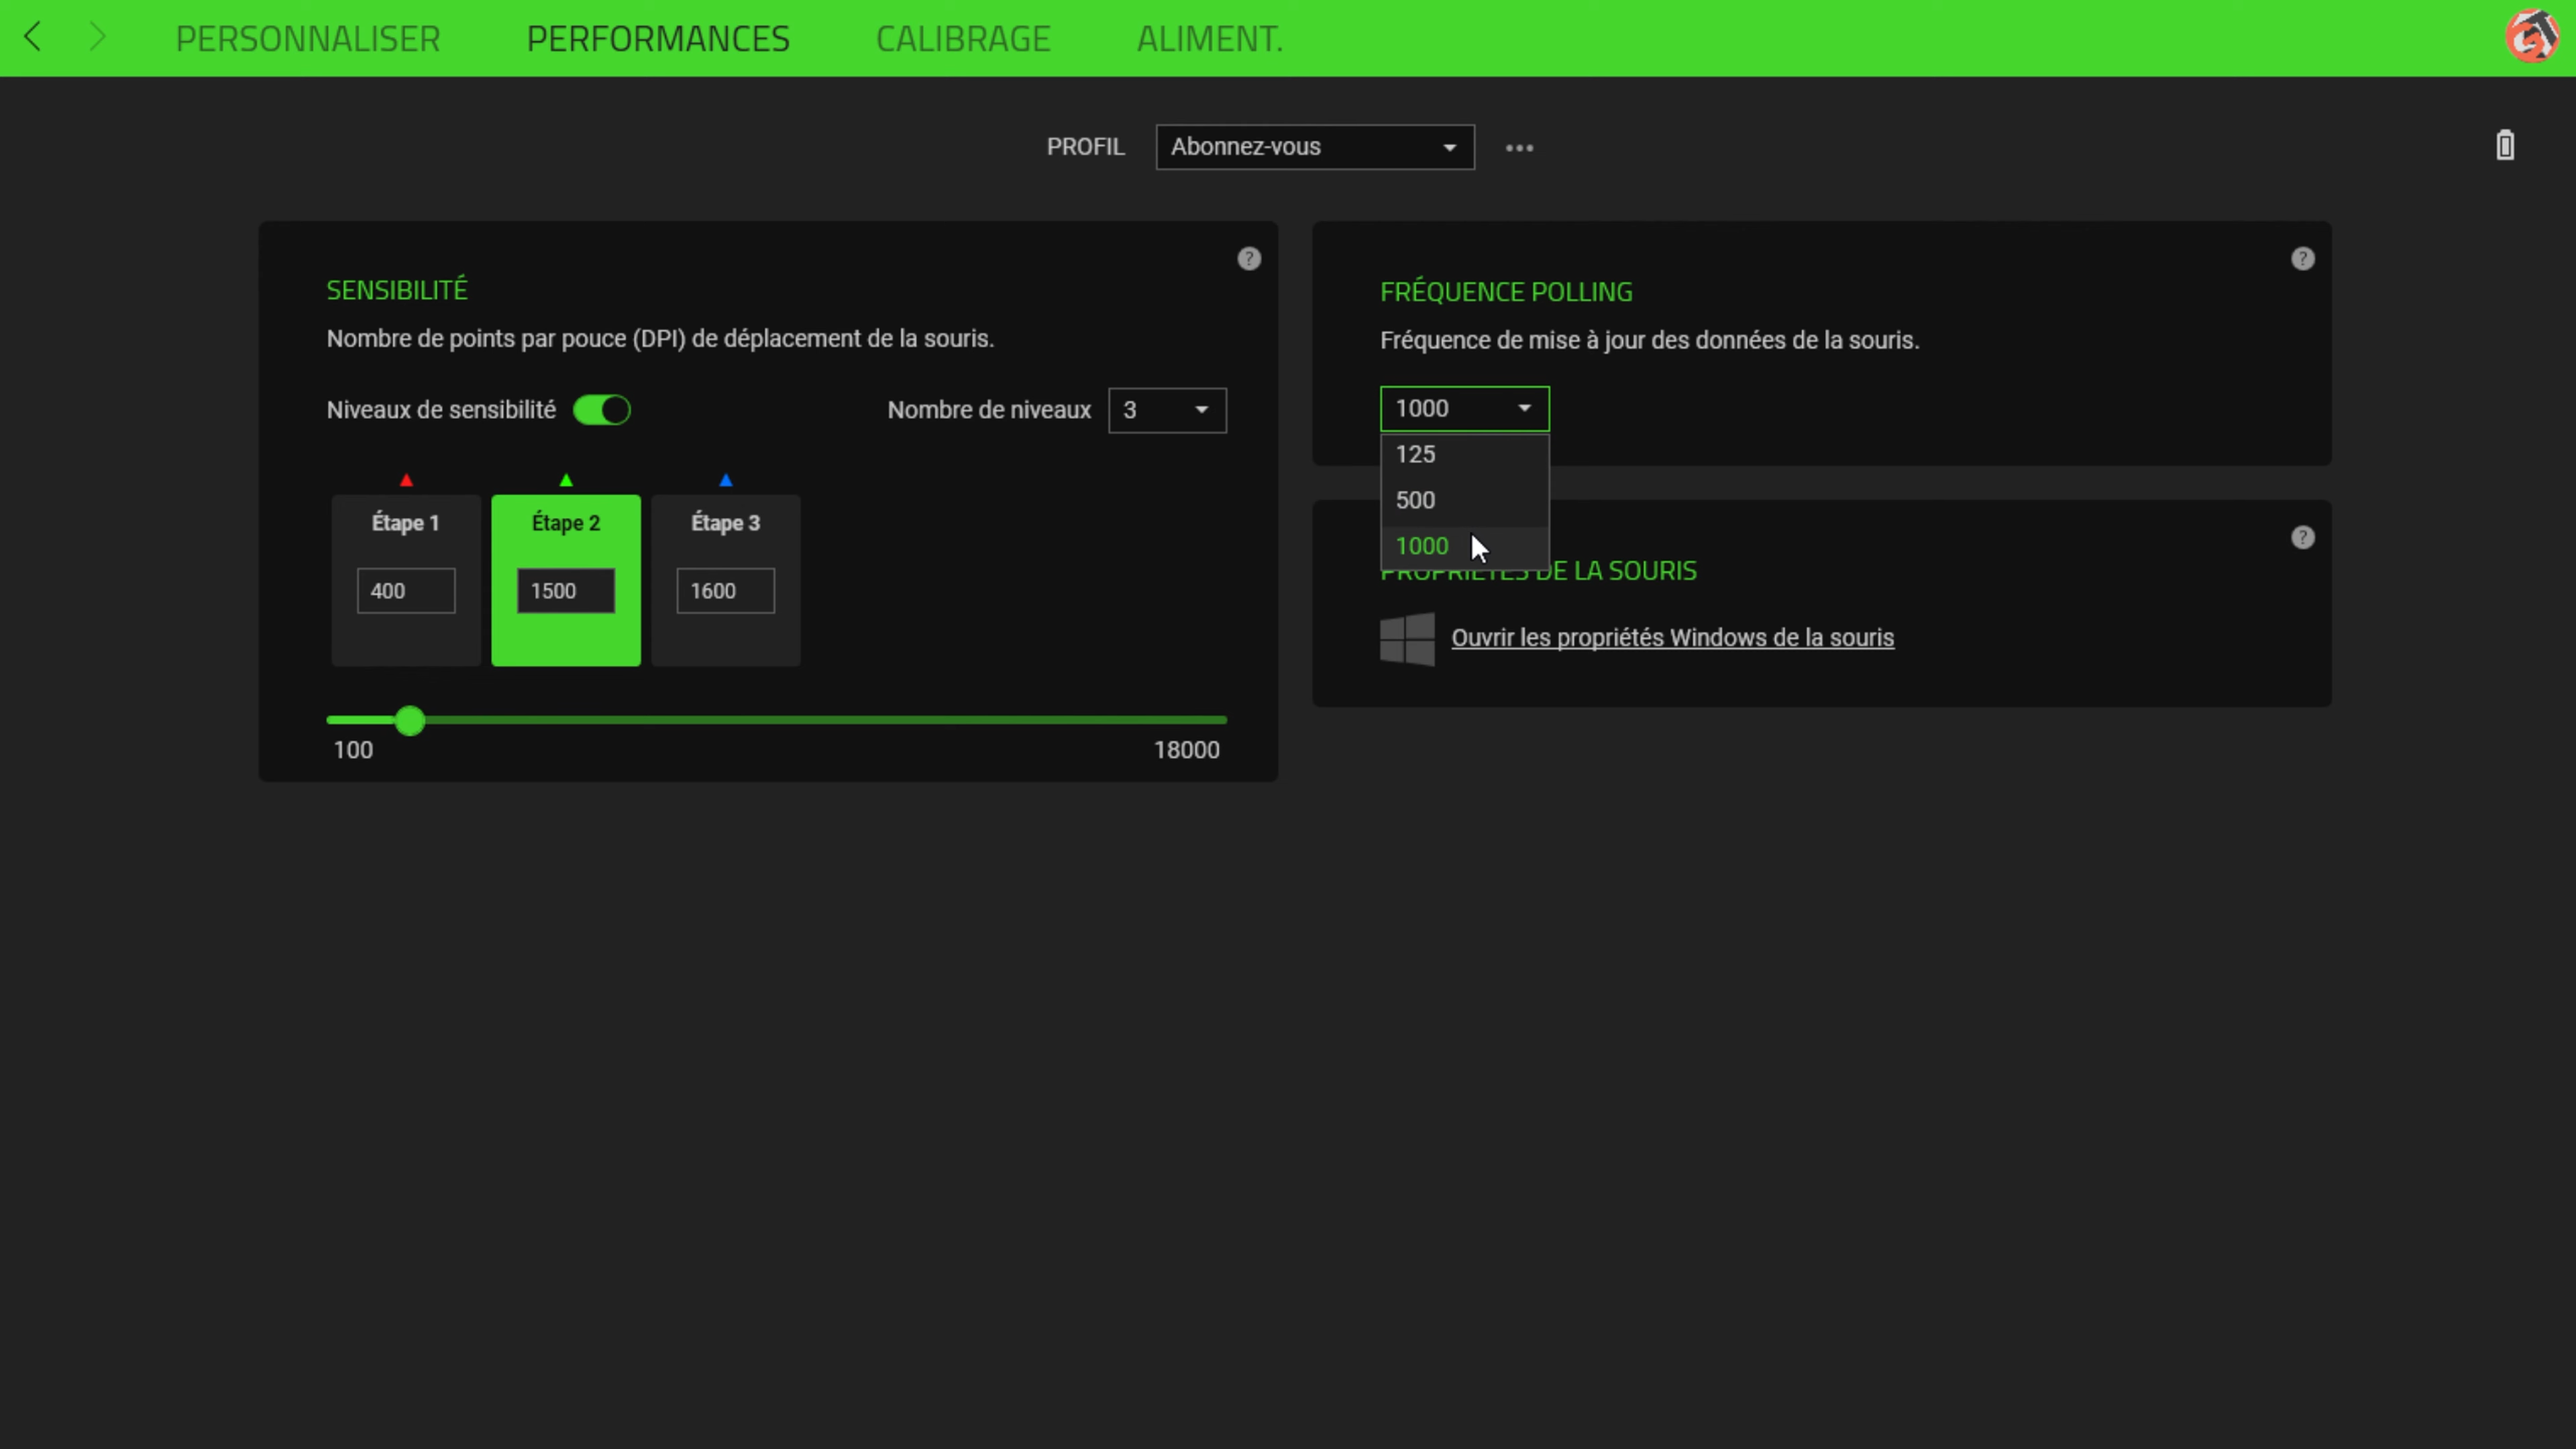 PERSONNALISER PERFORMANCES CALIBRAGE ALIMENT.
PROFIL Abonnez-vous
SENSIBILITÉ
Nombre de points par pouce (DPI) de déplacement de la souris.
Niveaux de sensibilité Nombre de niveaux 3
Étape 1 Étape 2 Étape 3
400 1500 1600
100 18000
FRÉQUENCE POLLING
Fréquence de mise à jour des données de la souris.
1000
125
500
1000
PROPRIÉTÉS DE LA SOURIS
Ouvrir les propriétés Windows de la souris